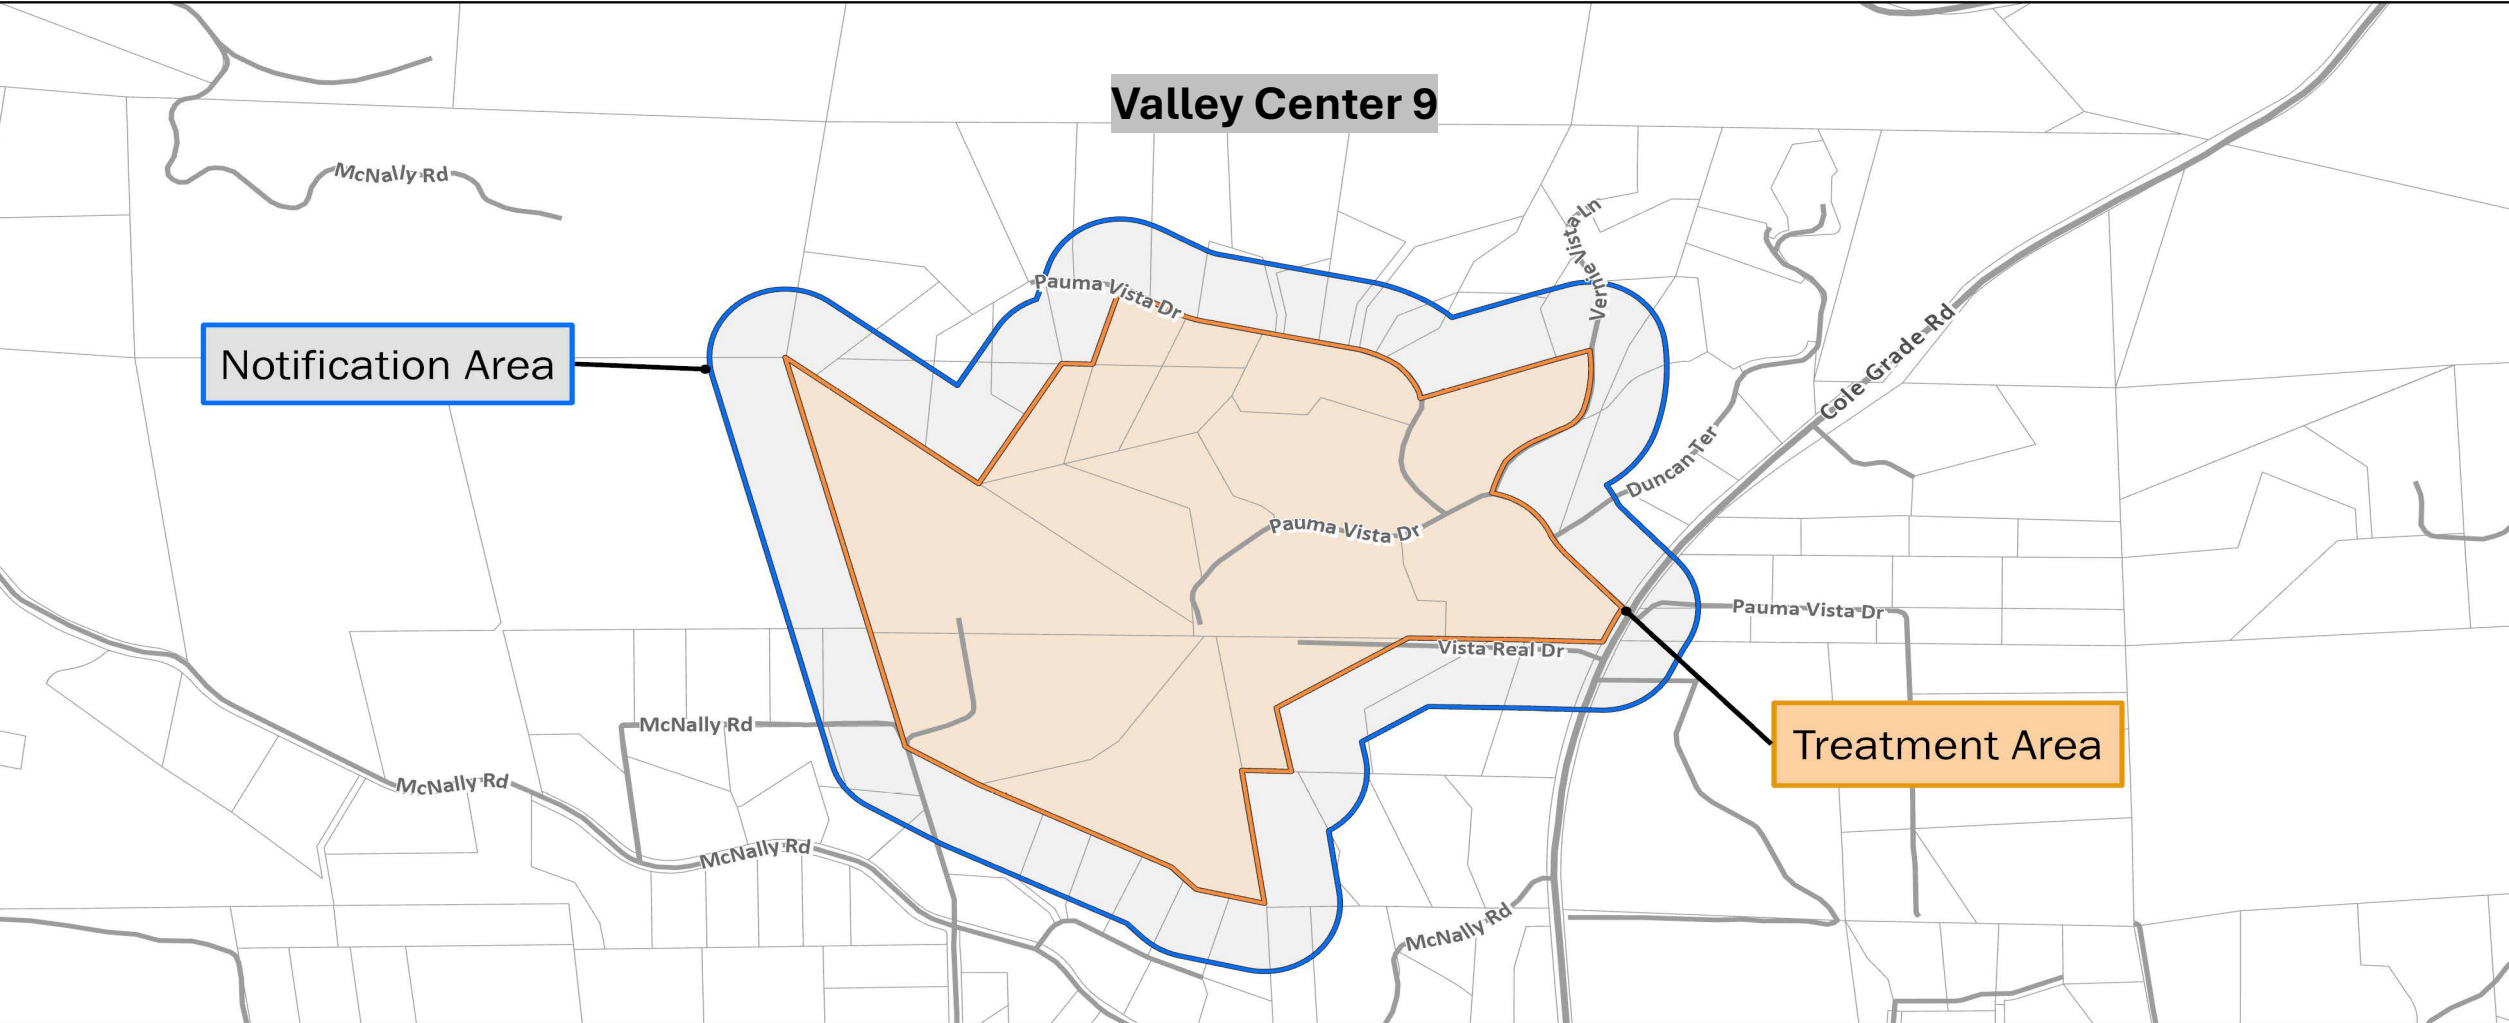 Valley Center 9
McNally Rd
Vernie Vista Ln
Pauma Vista Dr
Cole Grade Rd
Notification Area
Duncan Ter
Pauma Vista Dr
Pauma Vista Dr
Vista Real Dr
McNally Rd
Treatment Area
McNally Rd
McNally Rd
McNally Rd